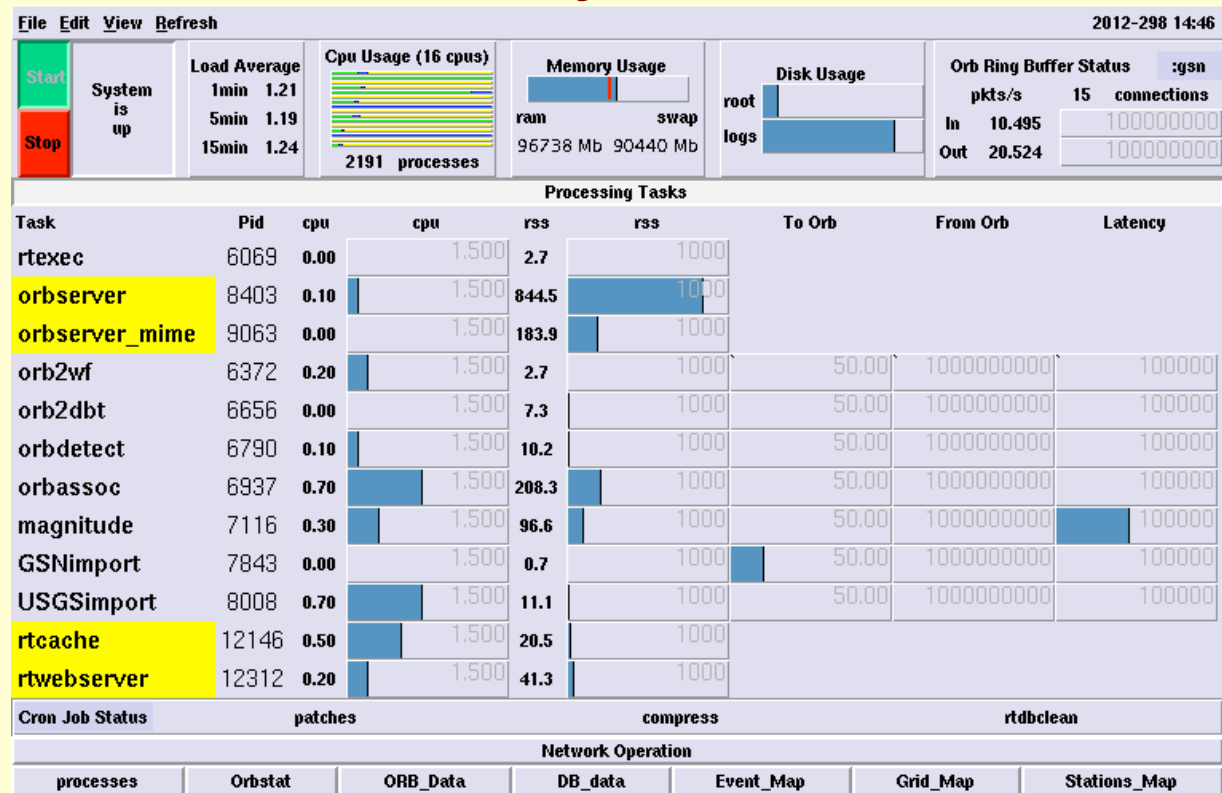 File Edit View Refresh 2012-298 14:46
Start
Stop
System
is
up
Load Average
1min 1.21
5min 1.19
15min 1.24
Cpu Usage (16 cpus)
2191 processes
Memory Usage
ram swap
96738 Mb 90440 Mb
Disk Usage
root
logs
Orb Ring Buffer Status :gsn
pkts/s 15 connections
In 10.495 100000000
Out 20.524 100000000
Processing Tasks
Task Pid cpu cpu rss rss To Orb From Orb Latency
rtexec 6069 0.00 1.500 2.7 1000
orbserver 8403 0.10 1.500 844.5 1000
orbserver_mime 9063 0.00 1.500 183.9 1000
orb2wf 6372 0.20 1.500 2.7 1000 50.00 1000000000 100000
orb2dbt 6656 0.00 1.500 7.3 1000 50.00 1000000000 100000
orbdetect 6790 0.10 1.500 10.2 1000 50.00 1000000000 100000
orbassoc 6937 0.70 1.500 208.3 1000 50.00 1000000000 100000
magnitude 7116 0.30 1.500 96.6 1000 50.00 1000000000 100000
GSNimport 7843 0.00 1.500 0.7 1000 50.00 1000000000 100000
USGSimport 8008 0.70 1.500 11.1 1000 50.00 1000000000 100000
rtcache 12146 0.50 1.500 20.5 1000
rtwebserver 12312 0.20 1.500 41.3 1000
Cron Job Status patches compress rtdbclean
Network Operation
processes Orbstat ORB_Data DB_data Event_Map Grid_Map Stations_Map